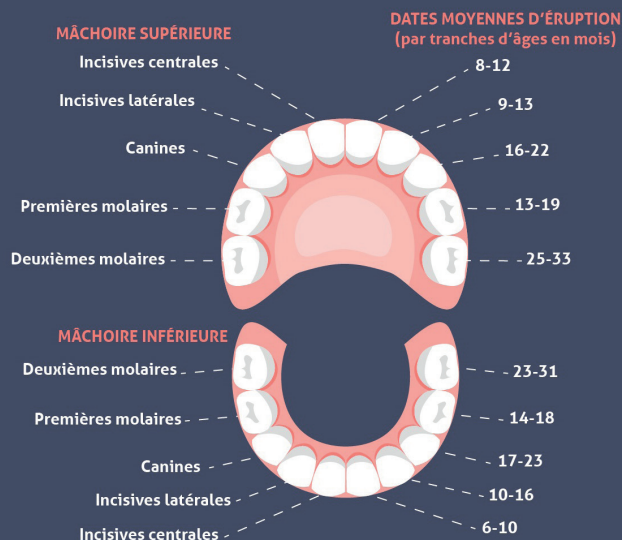 MÂCHOIRE SUPÉRIEURE
DATES MOYENNES D'ÉRUPTION
(par tranches d'âges en mois)
Incisives centrales
8-12
Incisives latérales
9-13
Canines
16-22
Premières molaires
13-19
Deuxièmes molaires
25-33
MÂCHOIRE INFÉRIEURE
Deuxièmes molaires
23-31
Premières molaires
14-18
Canines
17-23
Incisives latérales
10-16
Incisives centrales
6-10